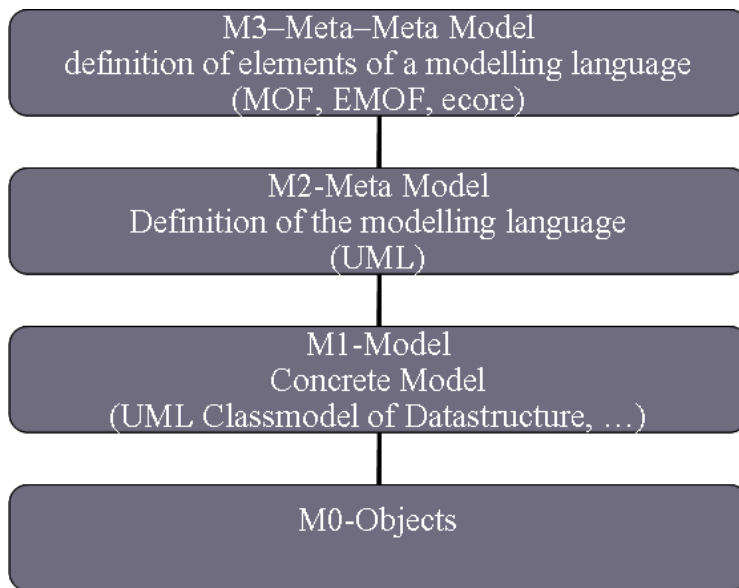 M3–Meta–Meta Model
definition of elements of a modelling language
(MOF, EMOF, ecore)
M2-Meta Model
Definition of the modelling language
(UML)
M1-Model
Concrete Model
(UML Classmodel of Datastructure, …)
M0-Objects